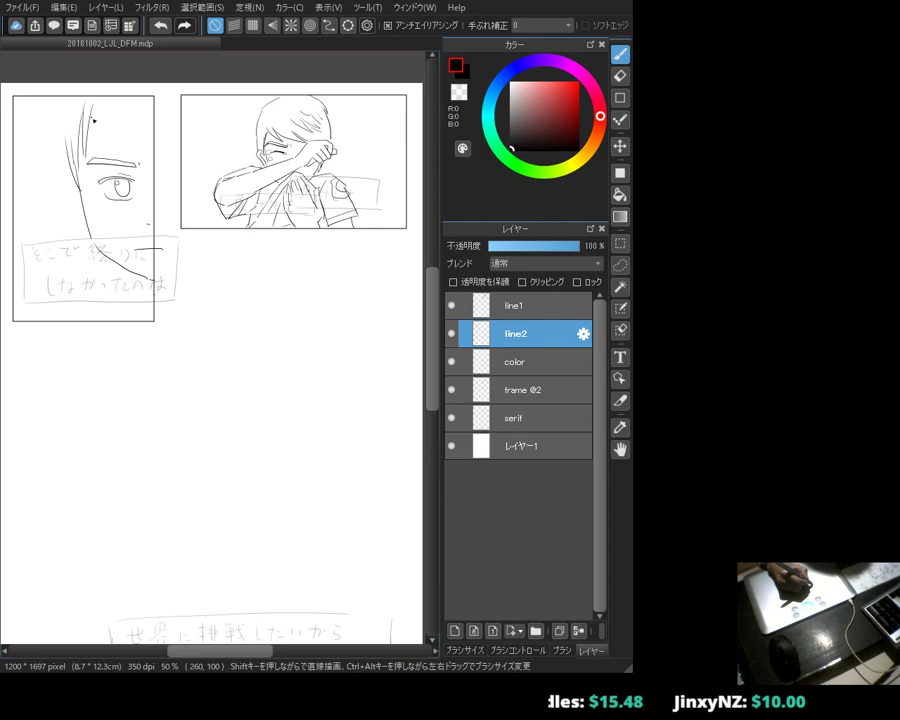 ファイル(F) 編集(E) レイヤー(L) フィルタ(R) 選択範囲(S) 定規(N) カラー(C) 表示(V) ツール(T) ウィンドウ(W) Help
アンチエイリアシング 手ぶれ補正 0 ソフトエッジ
20181002_LJL_DFM.mdp
カラー
R:0
G:0
B:0
レイヤー
不透明度 100 %
ブレンド 通常
透明度を保護 クリッピング ロック
line1
line2
color
frame @2
serif
レイヤー1
そこで終りに
しなかったのは
世界に挑戦したいから
ブラシサイズ ブラシコントロール ブラシ レイヤー
1200 * 1697 pixel (8.7 * 12.3cm) 350 dpi 50 % ( 260, 100 ) Shiftキーを押しながらで直線描画、Ctrl+Altキーを押しながら左右ドラッグでブラシサイズ変更
dles: $15.48 JinxyNZ: $10.00